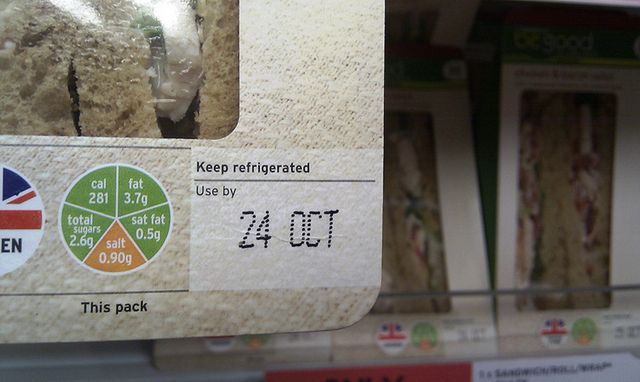 Keep refrigerated
Use by
24 OCT
cal
281
fat
3.7g
total
sugars
2.6g
sat fat
0.5g
salt
0.90g
EN
This pack
good